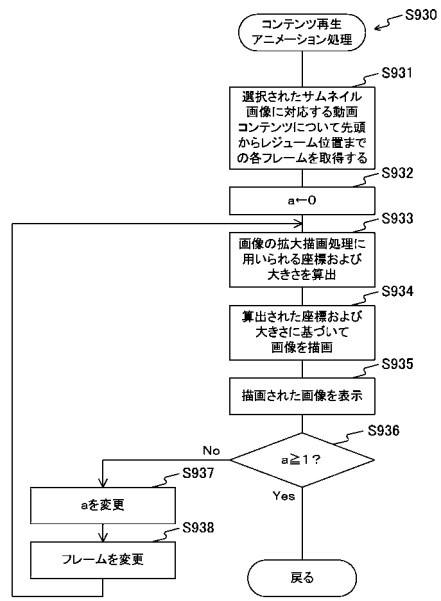 コンテンツ再生
アニメーション処理
S930
S931
選択されたサムネイル
画像に対応する動画
コンテンツについて先頭
からレジューム位置まで
の各フレームを取得する
S932
a←0
S933
画像の拡大描画処理に
用いられる座標および
大きさを算出
S934
算出された座標および
大きさに基づいて
画像を描画
S935
描画された画像を表示
S936
a≧1?
No
Yes
S937
aを変更
S938
フレームを変更
戻る